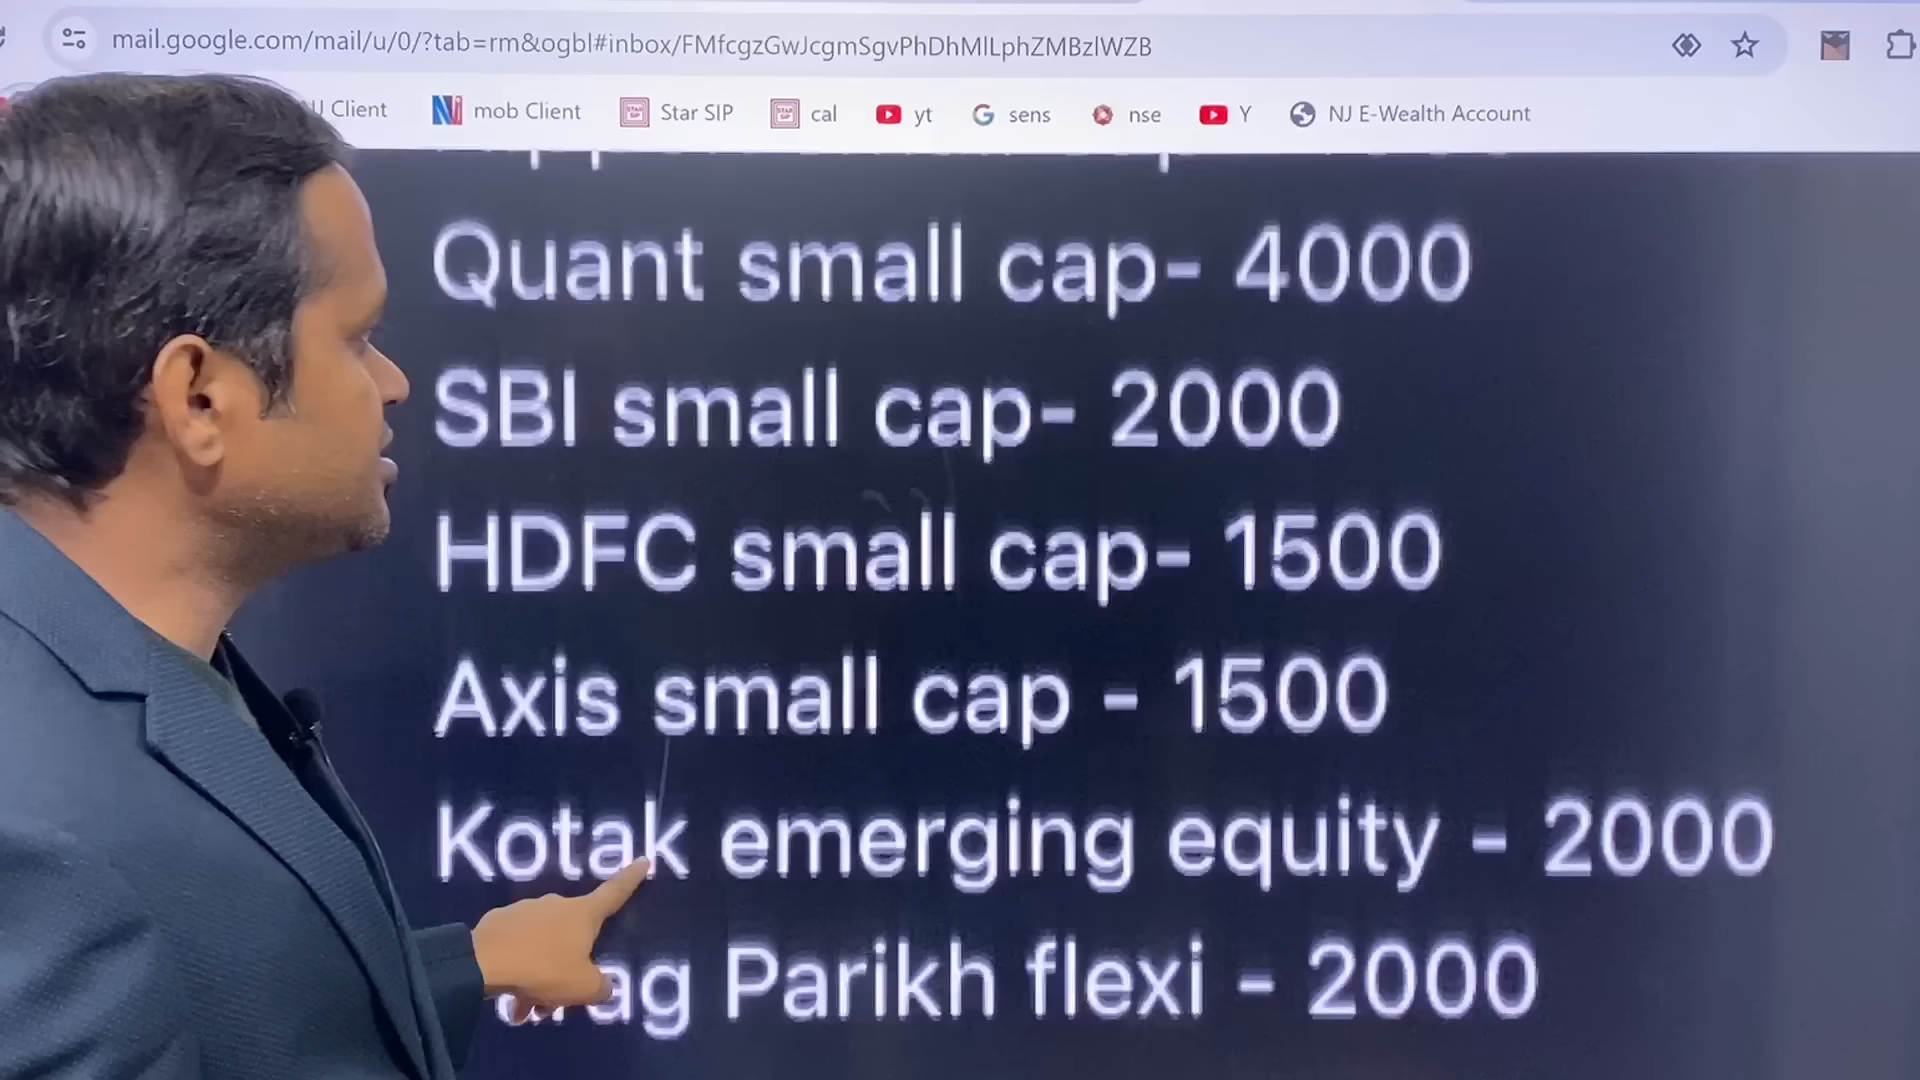 mail.google.com/mail/u/0/?tab=rm&ogbl#inbox/FMfcgzGwJcgmSgvPhDhMlLphZMBzlWZB
Client mob Client Star SIP cal yt sens nse Y NJ E-Wealth Account
Quant small cap- 4000
SBI small cap- 2000
HDFC small cap- 1500
Axis small cap - 1500
Kotak emerging equity - 2000
Parikh flexi - 2000